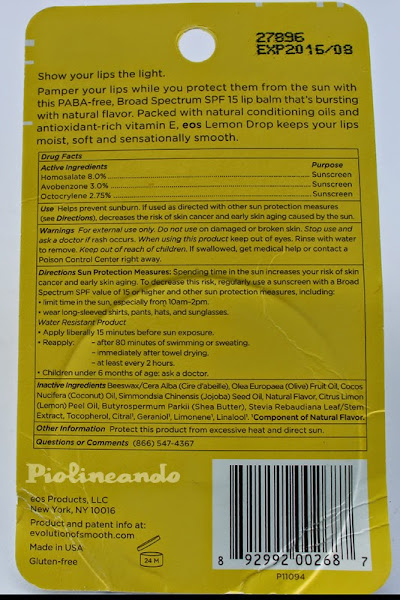 27896
EXP2016/08
Show your lips the light.
Pamper your lips while you protect them from the sun with
this PABA-free, Broad Spectrum SPF 15 lip balm that's bursting
with natural flavor. Packed with natural conditioning oils and
antioxidant-rich vitamin E, eos Lemon Drop keeps your lips
moist, soft and sensationally smooth.
Drug Facts
Active Ingredients Purpose
Homosalate 8.0% Sunscreen
Avobenzone 3.0% Sunscreen
Octocrylene 2.75% Sunscreen
Use Helps prevent sunburn. If used as directed with other sun protection measures
(see Directions), decreases the risk of skin cancer and early skin aging caused by the sun.
Warnings For external use only. Do not use on damaged or broken skin. Stop use and
ask a doctor if rash occurs. When using this product keep out of eyes. Rinse with water
to remove. Keep out of reach of children. If swallowed, get medical help or contact a
Poison Control Center right away.
Directions Sun Protection Measures: Spending time in the sun increases your risk of skin
cancer and early skin aging. To decrease this risk, regularly use a sunscreen with a Broad
Spectrum SPF value of 15 or higher and other sun protection measures, including:
• limit time in the sun, especially from 10am–2pm.
• wear long-sleeved shirts, pants, hats, and sunglasses.
Water Resistant Product
• Apply liberally 15 minutes before sun exposure.
• Reapply: – after 80 minutes of swimming or sweating.
– immediately after towel drying.
– at least every 2 hours.
• Children under 6 months of age: ask a doctor.
Inactive Ingredients Beeswax/Cera Alba (Cire d'abeille), Olea Europaea (Olive) Fruit Oil, Cocos
Nucifera (Coconut) Oil, Simmondsia Chinensis (Jojoba) Seed Oil, Natural Flavor, Citrus Limon
(Lemon) Peel Oil, Butyrospermum Parkii (Shea Butter), Stevia Rebaudiana Leaf/Stem
Extract, Tocopherol, Citral¹, Geraniol¹, Limonene¹, Linalool¹. ¹Component of Natural Flavor.
Other Information Protect this product from excessive heat and direct sun.
Questions or Comments (866) 547-4367
Piolineando
eos Products, LLC
New York, NY 10016
Product and patent info at:
evolutionofsmooth.com
Made in USA
Gluten-free
24 M
8 92992 00268 7
P11094